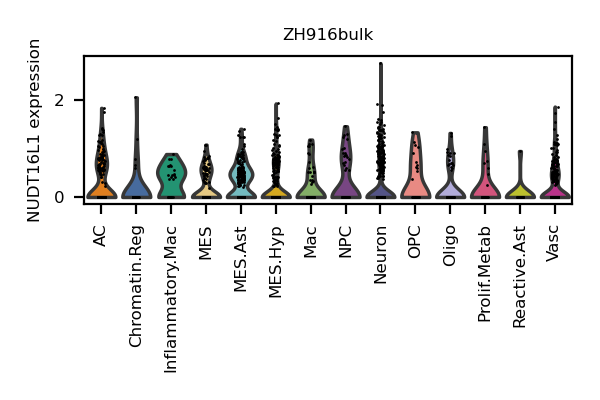 ZH916bulk
NUDT16L1 expression
2
0
AC
Chromatin.Reg
Inflammatory.Mac
MES
MES.Ast
MES.Hyp
Mac
NPC
Neuron
OPC
Oligo
Prolif.Metab
Reactive.Ast
Vasc